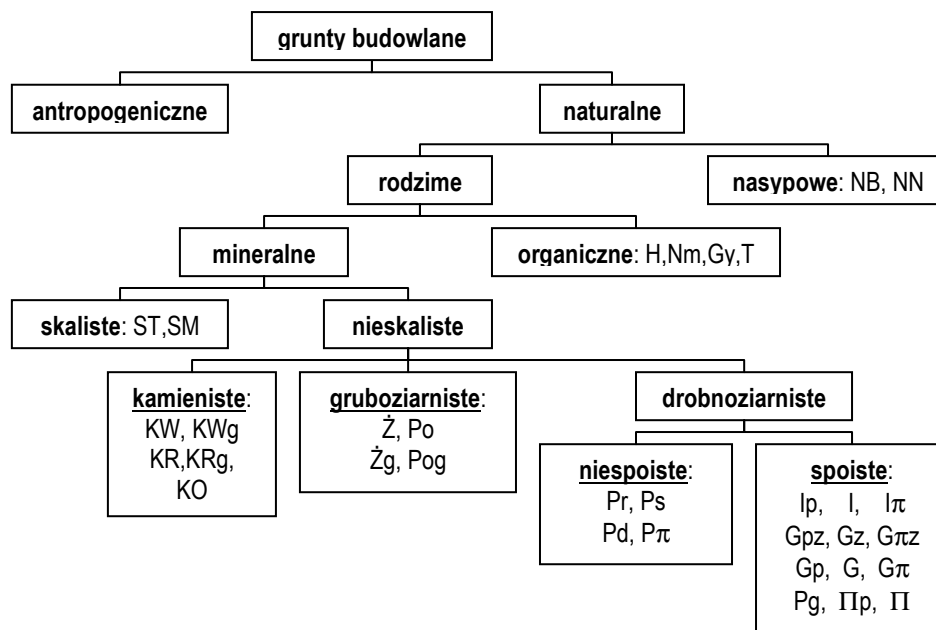 grunty budowlane
antropogeniczne
naturalne
rodzime
nasypowe: NB, NN
mineralne
organiczne: H,Nm,Gy,T
skaliste: ST,SM
nieskaliste
kamieniste:
KW, KWg
KR,KRg,
KO
gruboziarniste:
Ż, Po
Żg, Pog
drobnoziarniste
niespoiste:
Pr, Ps
Pd, Pπ
spoiste:
Ip, I, Iπ
Gpz, Gz, Gπz
Gp, G, Gπ
Pg, Πp, Π